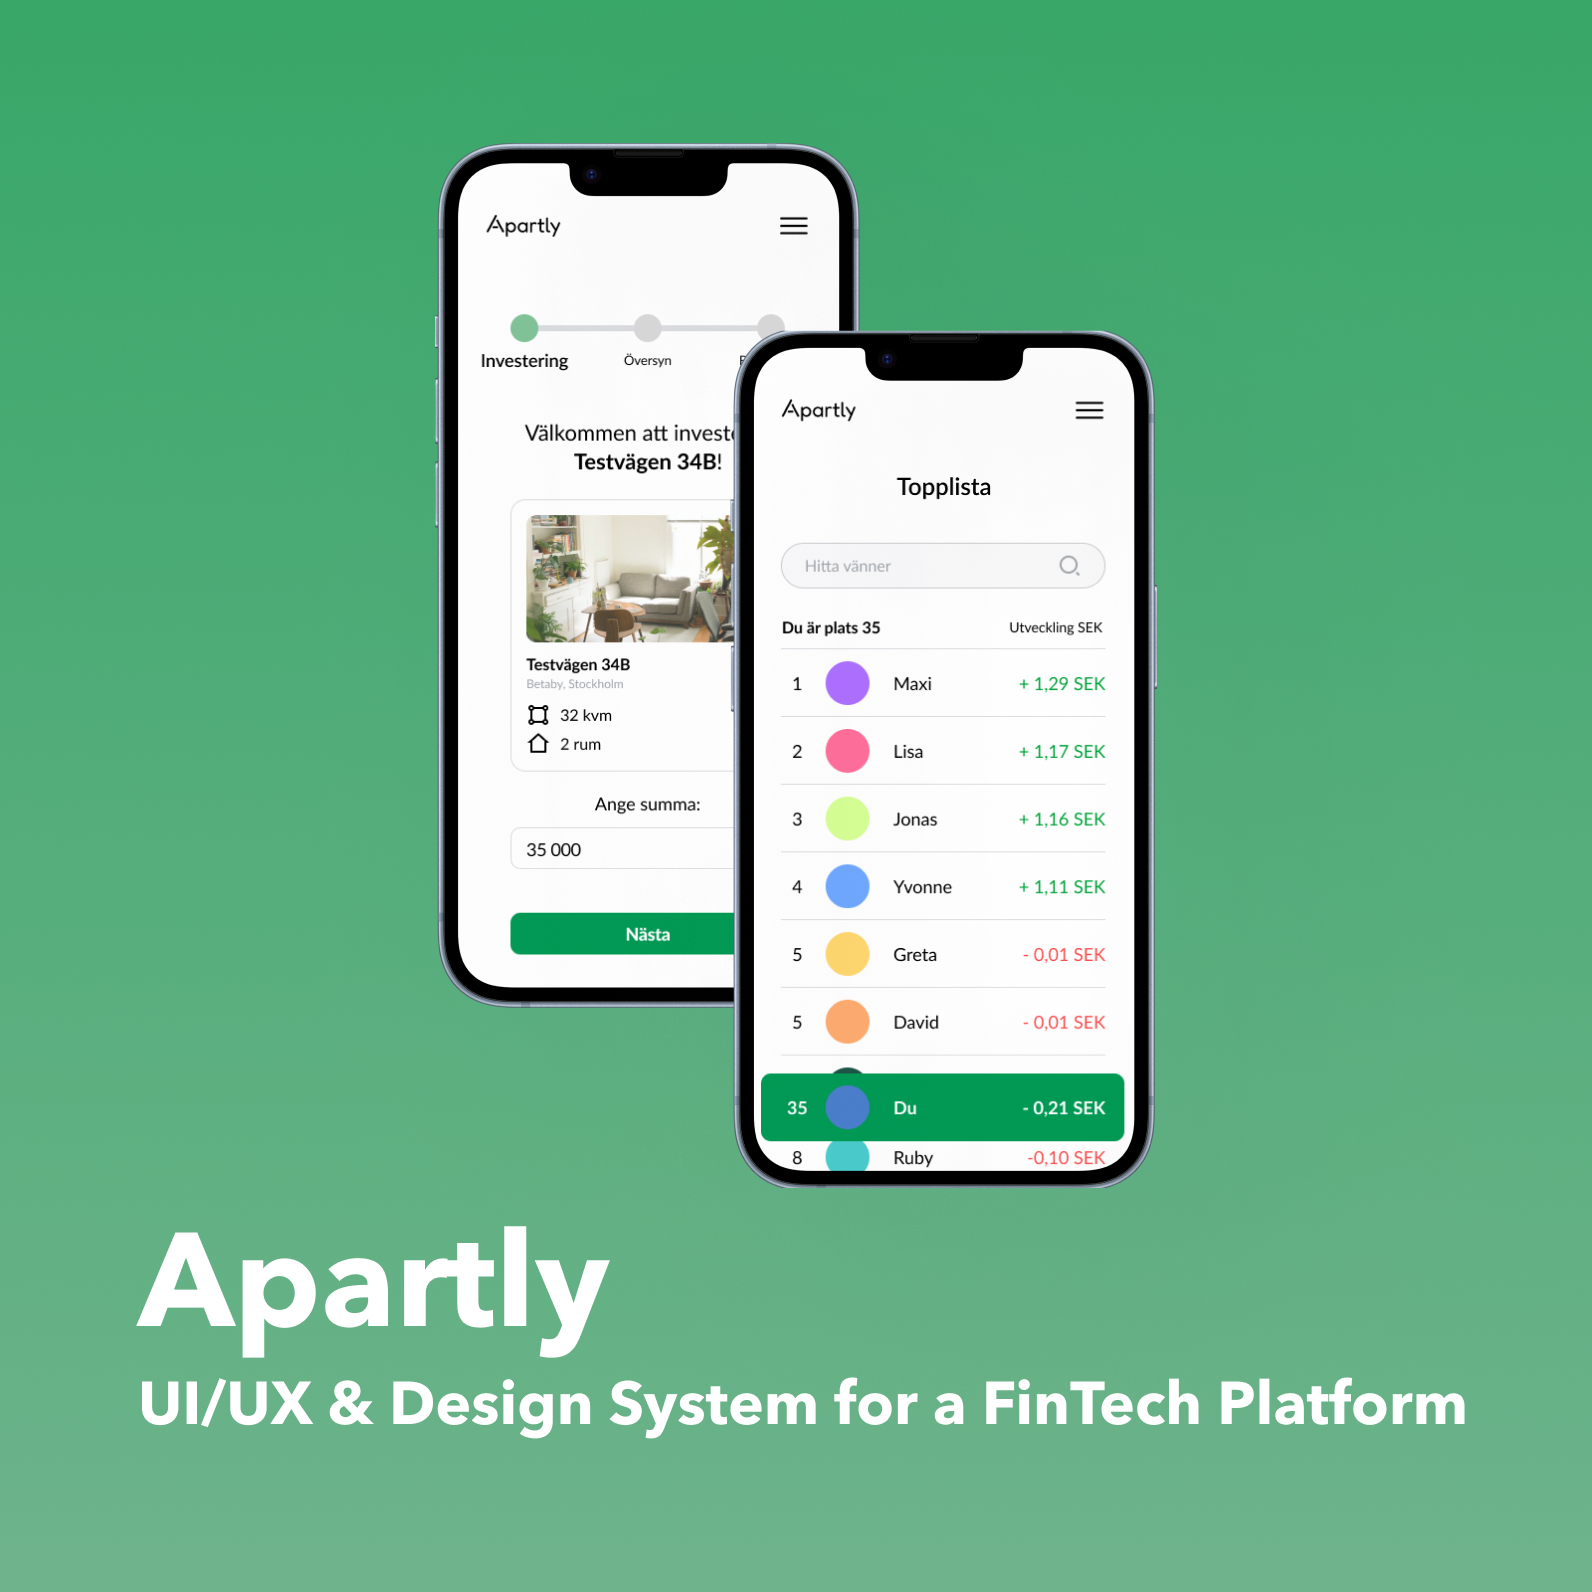 Apartly
Investering
Översyn
Välkommen att
Testvägen 34B!
Testvägen 34B
Betaby, Stockholm
32 kvm
2 rum
Ange summa:
35 000
Nästa
Apartly
Topplista
Hitta vänner
Du är plats 35 Utveckling SEK
1 Maxi + 1,29 SEK
2 Lisa + 1,17 SEK
3 Jonas + 1,16 SEK
4 Yvonne + 1,11 SEK
5 Greta - 0,01 SEK
5 David - 0,01 SEK
35 Du - 0,21 SEK
8 Ruby -0,10 SEK
Apartly
UI/UX & Design System for a FinTech Platform